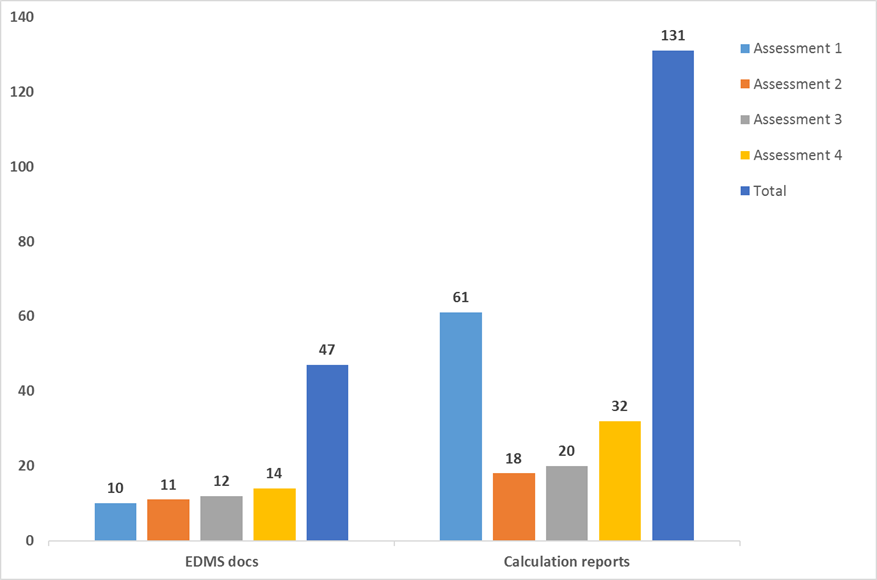 140
120
100
80
60
40
20
0
10
11
12
14
47
61
18
20
32
131
EDMS docs
Calculation reports
Assessment 1
Assessment 2
Assessment 3
Assessment 4
Total